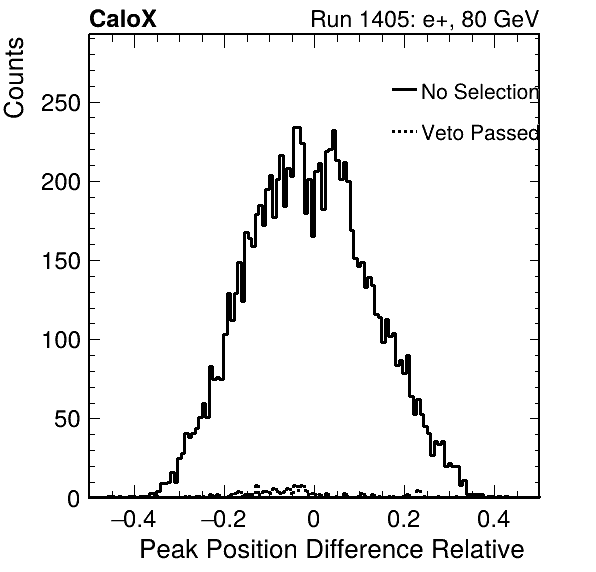 CaloX Run 1405: e+, 80 GeV
Counts
No Selection
Veto Passed
250
200
150
100
50
0
−0.4 −0.2 0 0.2 0.4
Peak Position Difference Relative